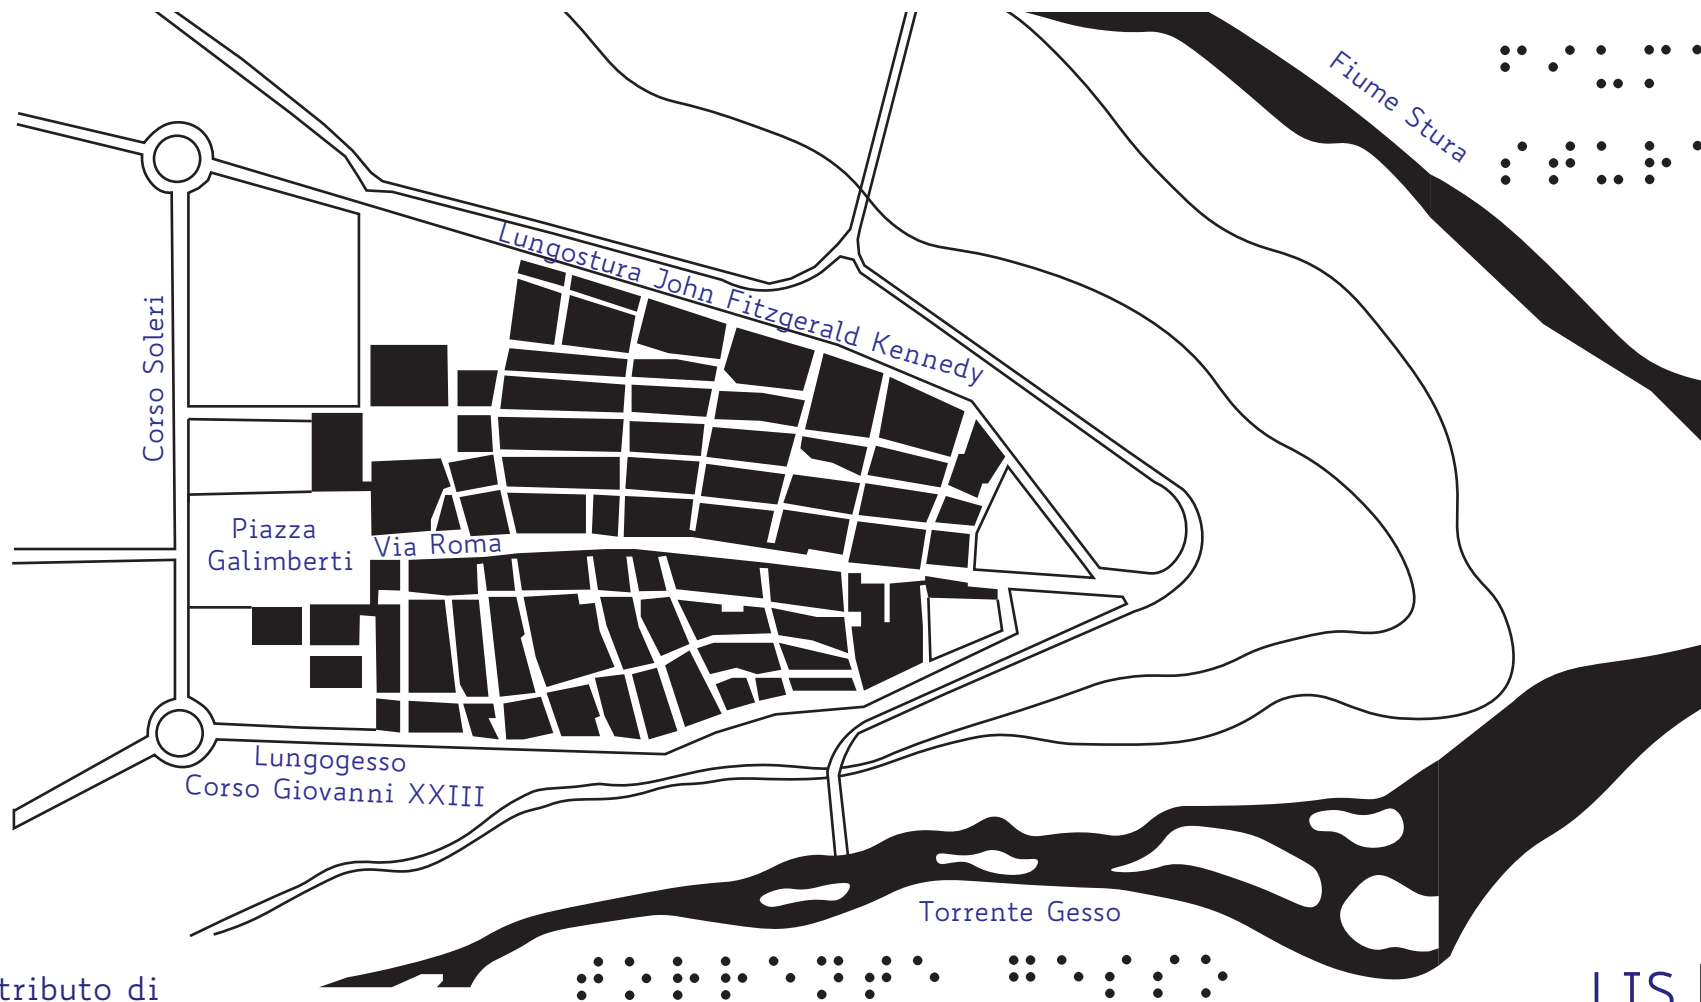 Fiume Stura
Lungostura John Fitzgerald Kennedy
Corso Soleri
Piazza
Galimberti
Via Roma
Lungogesso
Corso Giovanni XXIII
Torrente Gesso
tributo di
LIS